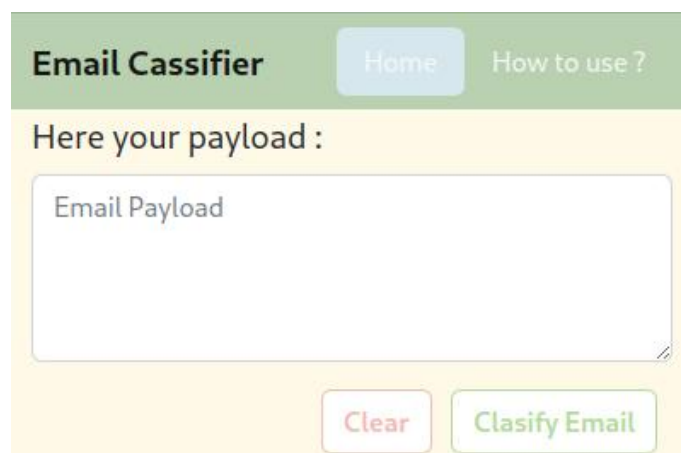 Email Cassifier Home How to use ?
Here your payload :
Email Payload
Clear Clasify Email